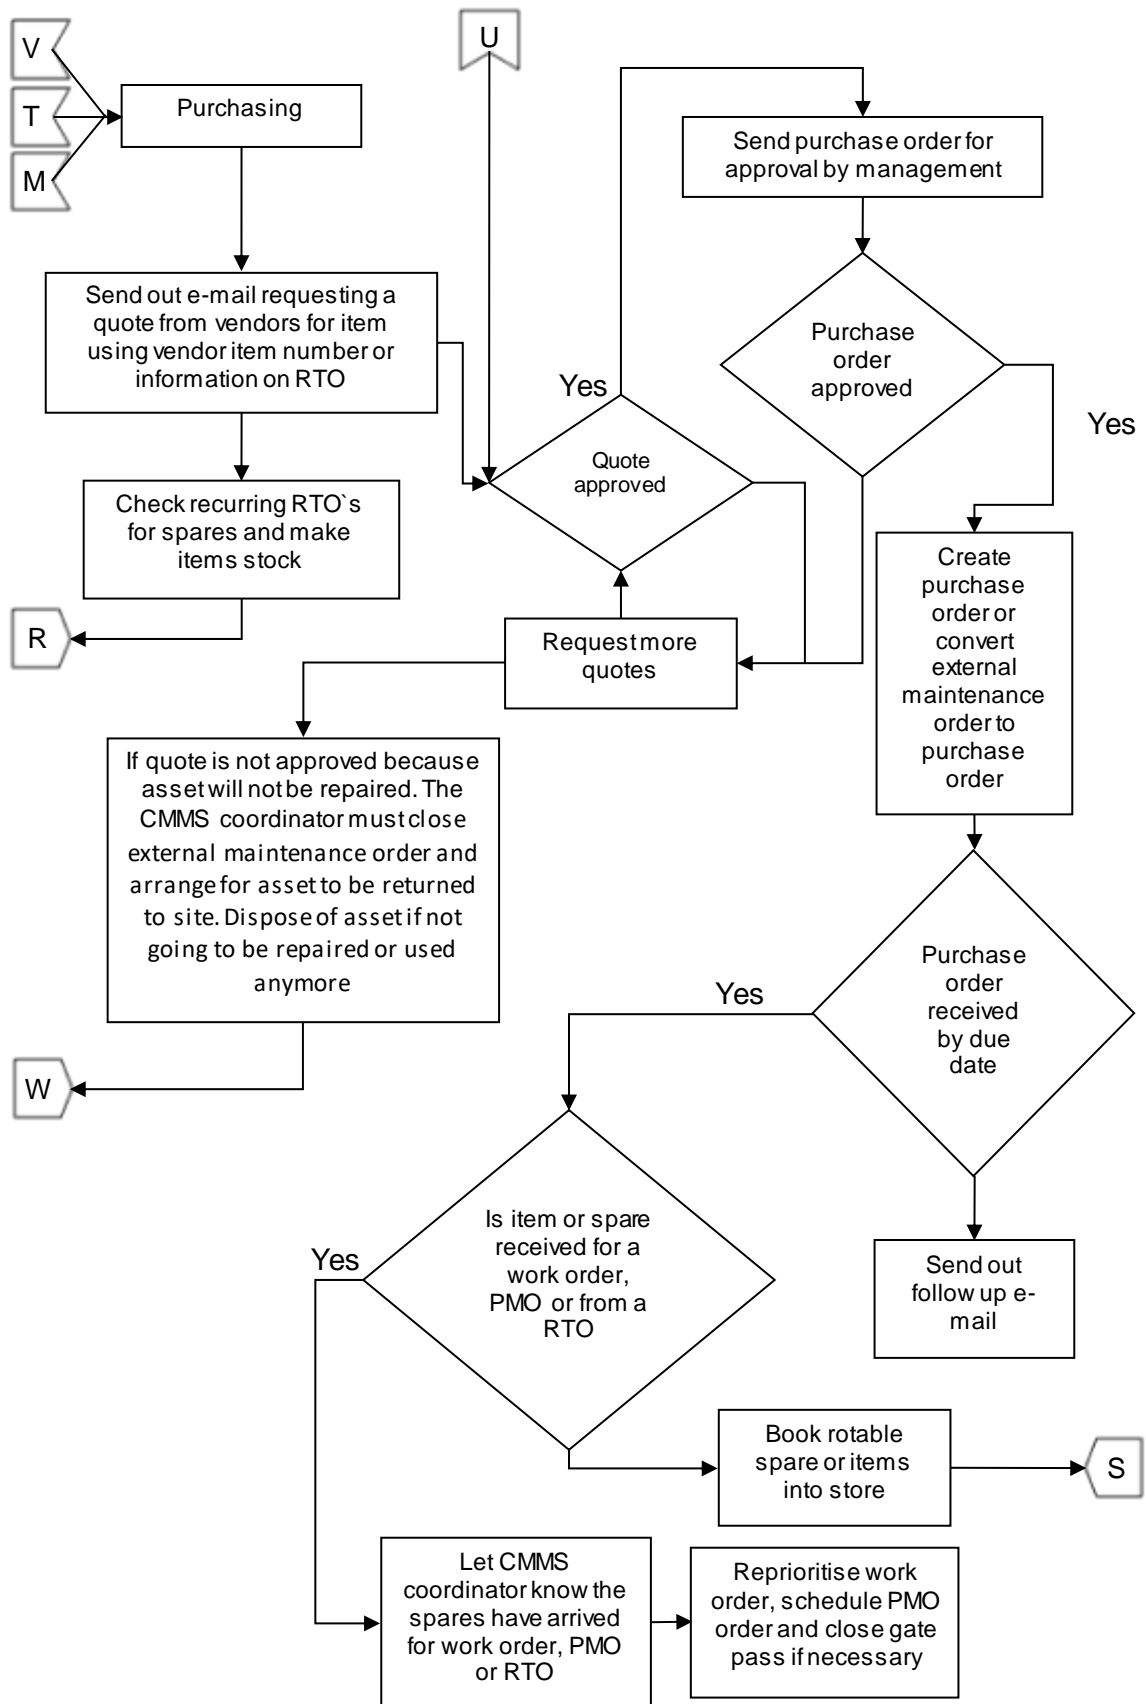 V
T
M
U
Purchasing
Send purchase order for
approval by management
Send out e-mail requesting a
quote from vendors for item
using vendor item number or
information on RTO
Purchase
order
approved
Yes
Yes
Quote
approved
Check recurring RTO`s
for spares and make
items stock
R
Request more
quotes
Create
purchase
order or
convert
external
maintenance
order to
purchase
order
If quote is not approved because
asset will not be repaired. The
CMMS coordinator must close
external maintenance order and
arrange for asset to be returned
to site. Dispose of asset if not
going to be repaired or used
anymore
W
Purchase
order
received
by due
date
Yes
Is item or spare
received for a
work order,
PMO or from a
RTO
Yes
Send out
follow up e-
mail
Book rotable
spare or items
into store
S
Let CMMS
coordinator know the
spares have arrived
for work order, PMO
or RTO
Reprioritise work
order, schedule PMO
order and close gate
pass if necessary